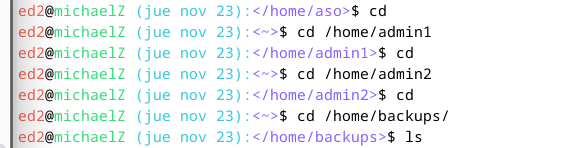 ed2@michaelZ (jue nov 23):</home/aso>$ cd
ed2@michaelZ (jue nov 23):<~>$ cd /home/admin1
ed2@michaelZ (jue nov 23):</home/admin1>$ cd
ed2@michaelZ (jue nov 23):<~>$ cd /home/admin2
ed2@michaelZ (jue nov 23):</home/admin2>$ cd
ed2@michaelZ (jue nov 23):<~>$ cd /home/backups/
ed2@michaelZ (jue nov 23):</home/backups>$ ls